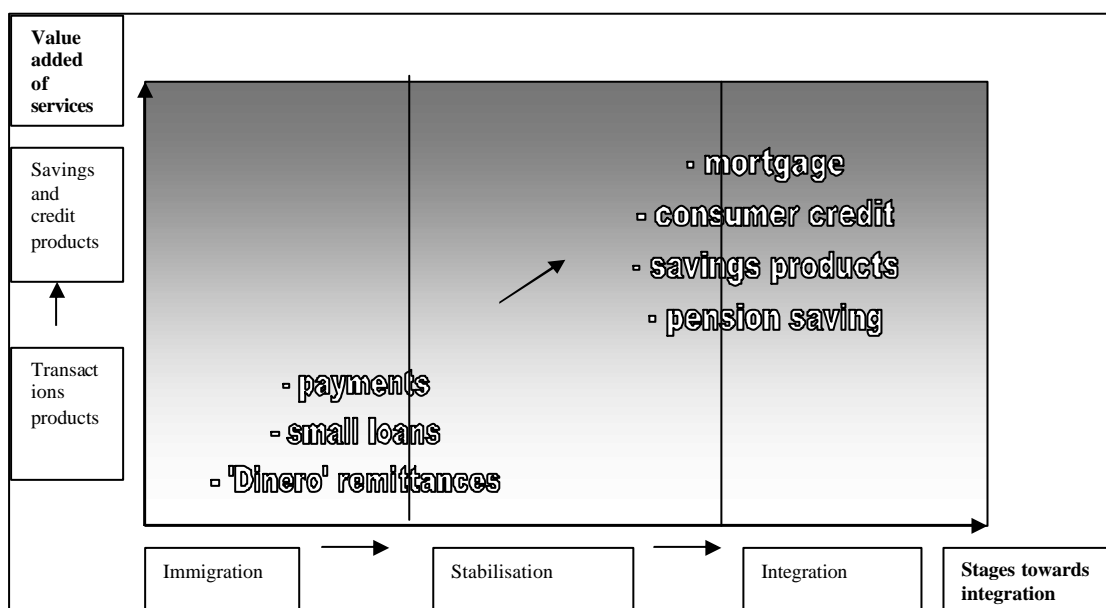 Value
added
of
services
Savings
and
credit
products
Transact
ions
products
- mortgage
- consumer credit
- savings products
- pension saving
- payments
- small loans
- 'Dinero' remittances
Immigration
Stabilisation
Integration
Stages towards
integration